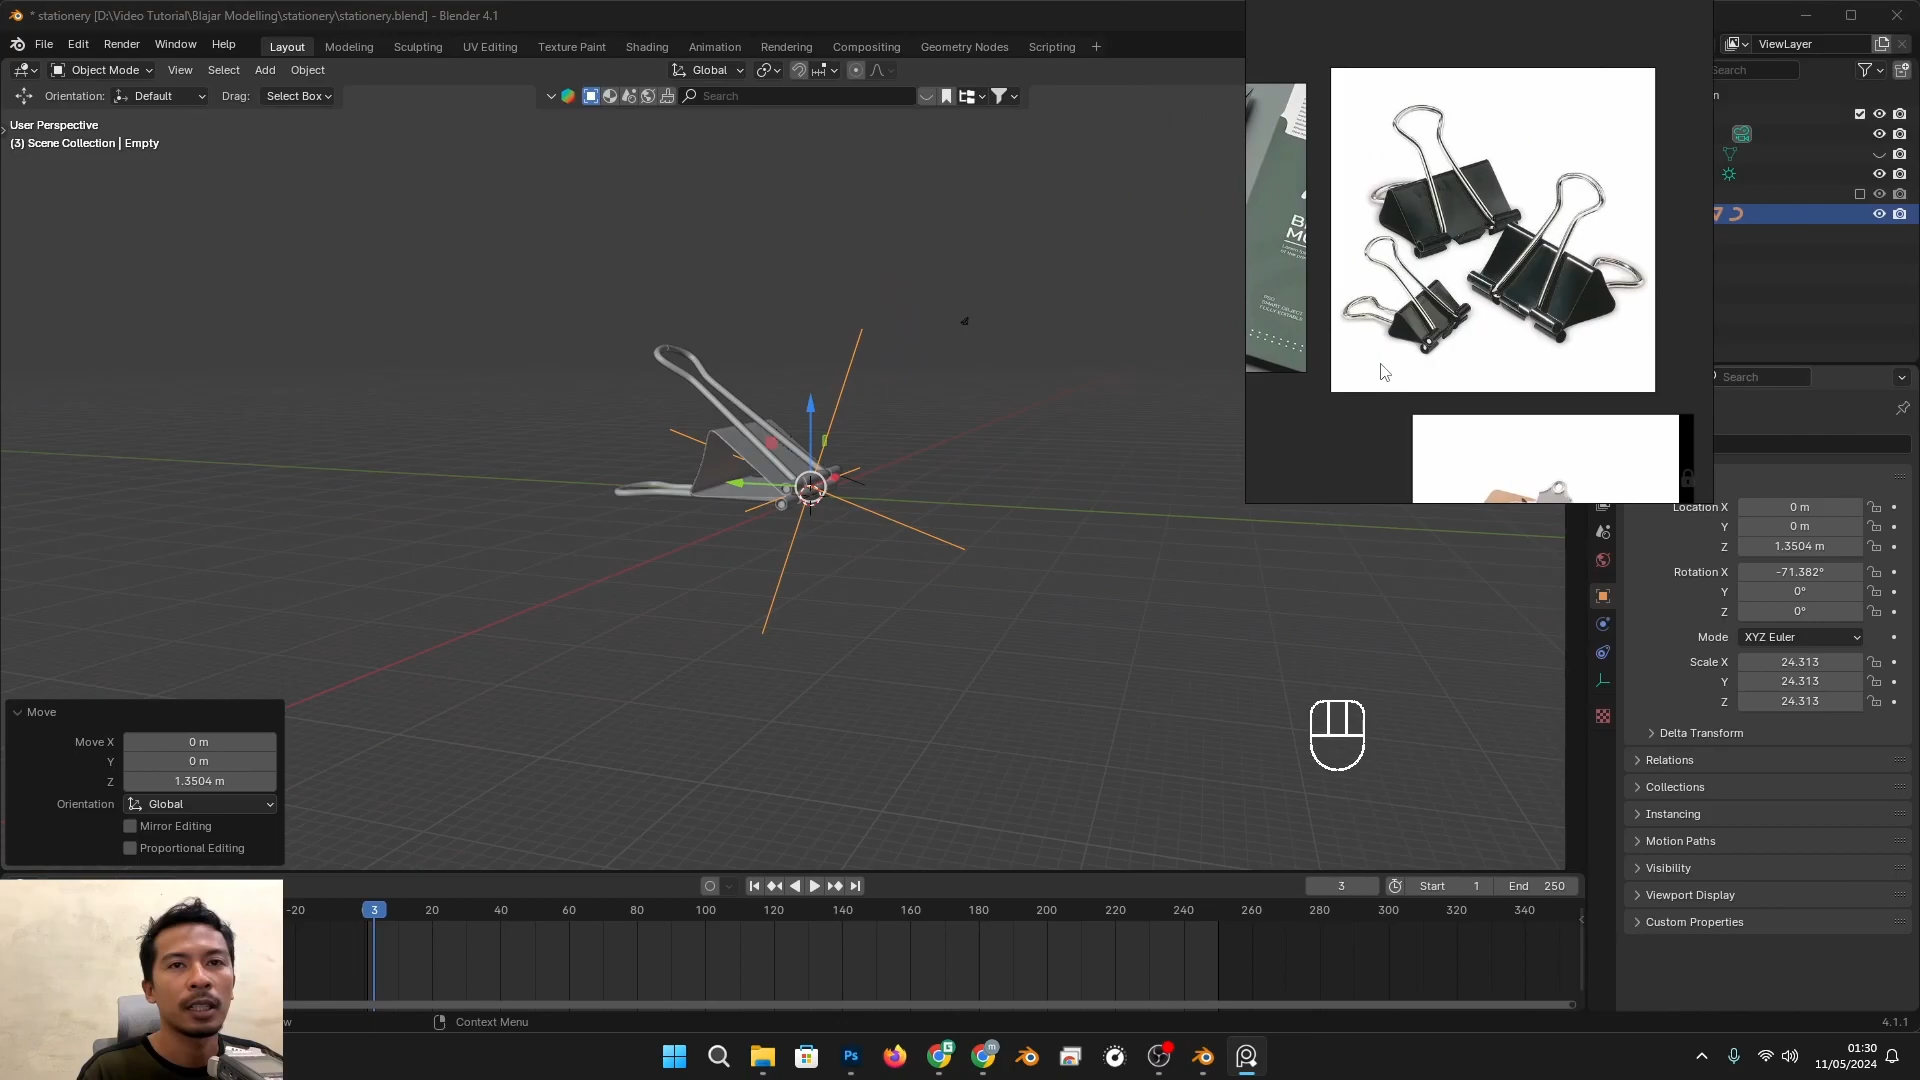 * stationery [D:\Video Tutorial\Blajar Modelling\stationery\stationery.blend] - Blender 4.1
File Edit Render Window Help Layout Modeling Sculpting UV Editing Texture Paint Shading Animation Rendering Compositing Geometry Nodes Scripting + ViewLayer
Object Mode View Select Add Object Global Search
Orientation: Default Drag: Select Box Search
User Perspective
(3) Scene Collection | Empty
Search
Location X 0 m
Y 0 m
Z 1.3504 m
Rotation X -71.382°
Y 0°
Z 0°
Mode XYZ Euler
Scale X 24.313
Y 24.313
Z 24.313
Delta Transform
Relations
Collections
Instancing
Motion Paths
Visibility
Viewport Display
Custom Properties
Move
Move X 0 m
Y 0 m
Z 1.3504 m
Orientation Global
Mirror Editing
Proportional Editing
3 Start 1 End 250
-20 3 20 40 60 80 100 120 140 160 180 200 220 240 260 280 300 320 340
Context Menu
4.1.1
Ps
01:30
11/05/2024